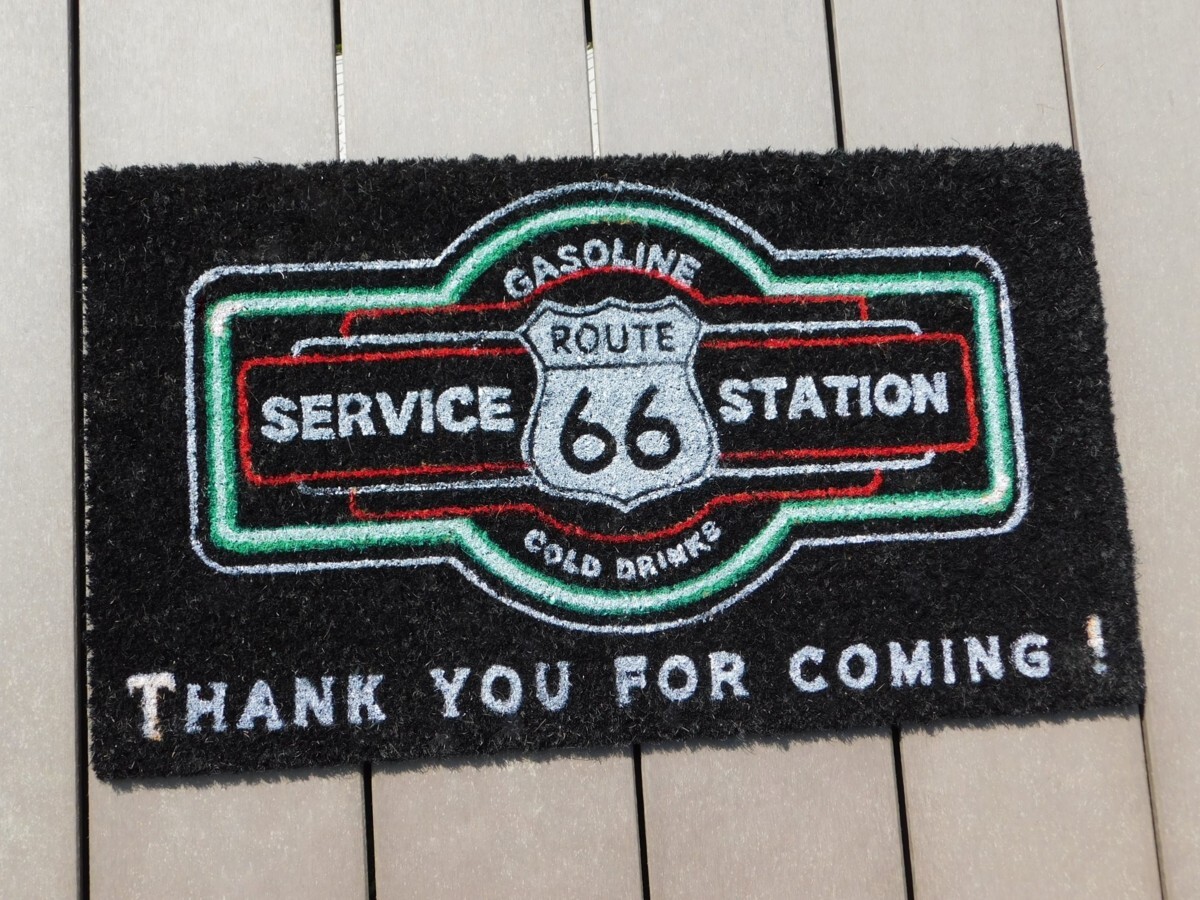 GASOLINE
ROUTE
SERVICE 66 STATION
COLD DRINKS
THANK YOU FOR COMING !